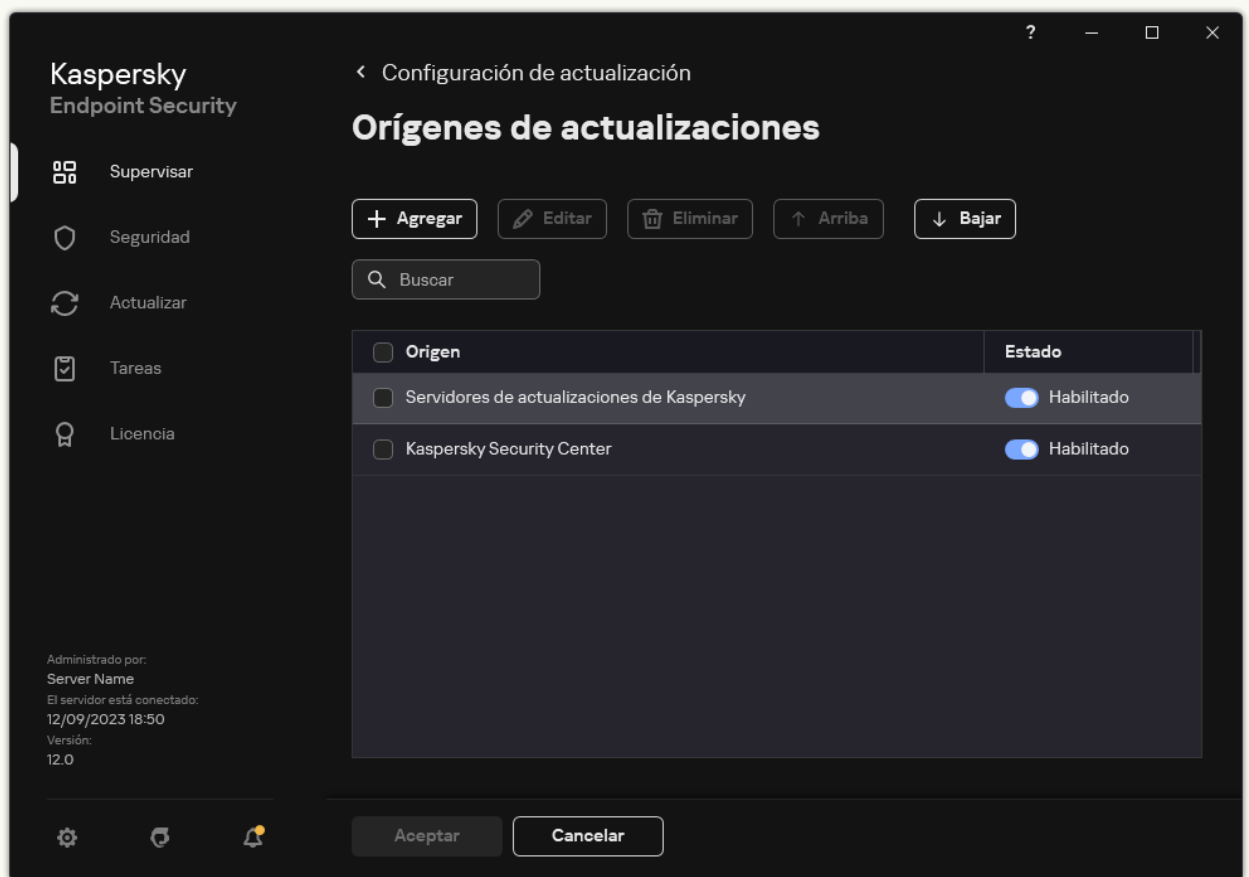 ?
Kaspersky
Endpoint Security
Supervisar
Seguridad
Actualizar
Tareas
Licencia
Administrado por:
Server Name
El servidor está conectado:
12/09/2023 18:50
Versión:
12.0
Configuración de actualización
Orígenes de actualizaciones
Agregar Editar Eliminar Arriba Bajar
Buscar
Origen Estado
Servidores de actualizaciones de Kaspersky Habilitado
Kaspersky Security Center Habilitado
Aceptar Cancelar